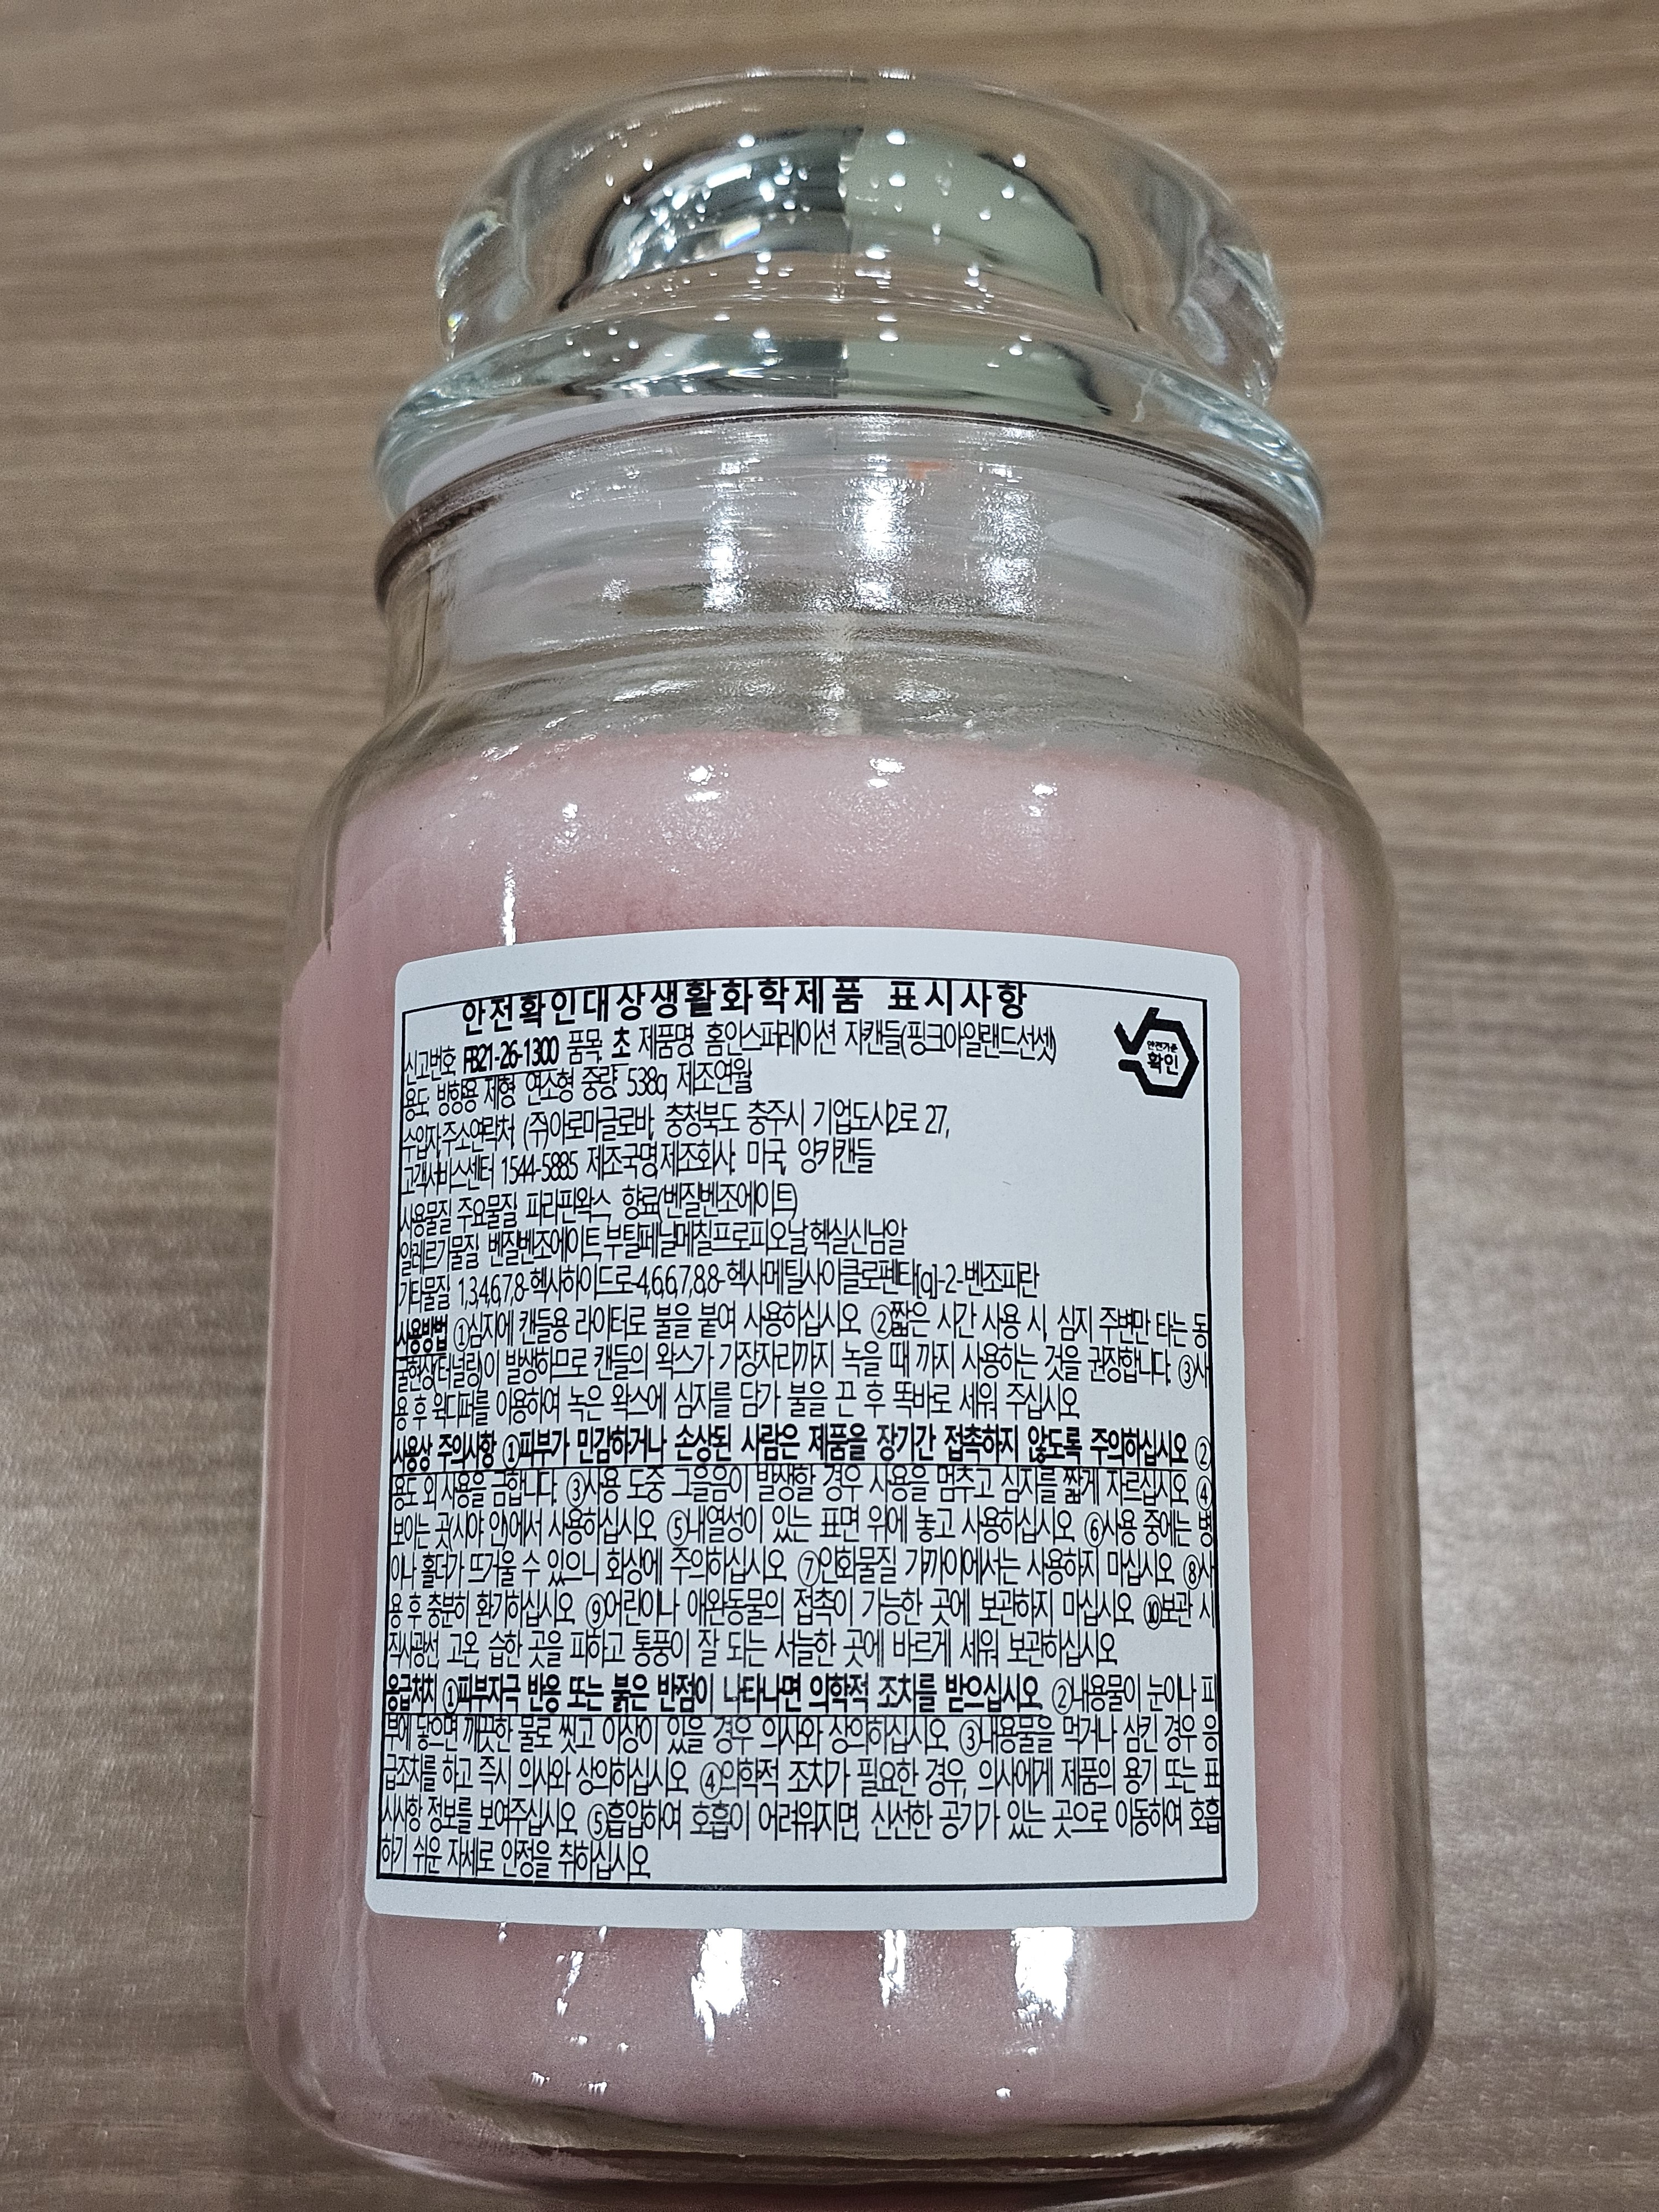 안전확인대상생활화학제품 표시사항
신고번호 FB21-26-1300 품목: 초 제품명: 홈인스퍼레이션 자캔들(핑크아일랜드선셋)
용도: 방향용 제형: 연소형 중량: 538g 제조연월:
수입자,주소,연락처: (주)아로마글로바, 충청북도 충주시 기업도시2로 27,
고객서비스센터 1544-5885 제조국명,제조회사: 미국, 양키캔들
사용물질 주요물질: 파라핀왁스, 향료(벤질벤조에이트)
알레르기물질: 벤질벤조에이트,부틸페닐메칠프로피오날,헥실신남알
기타물질: 1,3,4,6,7,8-헥사하이드로-4,6,6,7,8,8-헥사메틸사이클로펜타[g]-2-벤조피란
사용방법 ①심지에 캔들용 라이터로 불을 붙여 사용하십시오. ②짧은 시간 사용 시, 심지 주변만 타는 동
굴현상(터널링)이 발생하므로 캔들의 왁스가 가장자리까지 녹을 때 까지 사용하는 것을 권장합니다. ③사
용 후 윅디퍼를 이용하여 녹은 왁스에 심지를 담가 불을 끈 후 똑바로 세워 주십시오.
사용상 주의사항 ①피부가 민감하거나 손상된 사람은 제품을 장기간 접촉하지 않도록 주의하십시오. ②
용도 외 사용을 금합니다. ③사용 도중 그을음이 발생할 경우 사용을 멈추고 심지를 짧게 자르십시오. ④
보이는 곳(시야 안)에서 사용하십시오. ⑤내열성이 있는 표면 위에 놓고 사용하십시오. ⑥사용 중에는 병
이나 홀더가 뜨거울 수 있으니 화상에 주의하십시오. ⑦인화물질 가까이에서는 사용하지 마십시오. ⑧사
용 후 충분히 환기하십시오. ⑨어린이나 애완동물의 접촉이 가능한 곳에 보관하지 마십시오. ⑩보관 시
직사광선, 고온, 습한 곳을 피하고 통풍이 잘 되는 서늘한 곳에 바르게 세워 보관하십시오.
응급처치 ①피부자극 반응 또는 붉은 반점이 나타나면 의학적 조치를 받으십시오. ②내용물이 눈이나 피
부에 닿으면 깨끗한 물로 씻고 이상이 있을 경우 의사와 상의하십시오. ③내용물을 먹거나 삼킨 경우 응
급조치를 하고 즉시 의사와 상의하십시오. ④의학적 조치가 필요한 경우, 의사에게 제품의 용기 또는 표
시사항 정보를 보여주십시오. ⑤흡입하여 호흡이 어려워지면, 신선한 공기가 있는 곳으로 이동하여 호흡
하기 쉬운 자세로 안정을 취하십시오.
안전기준
확인